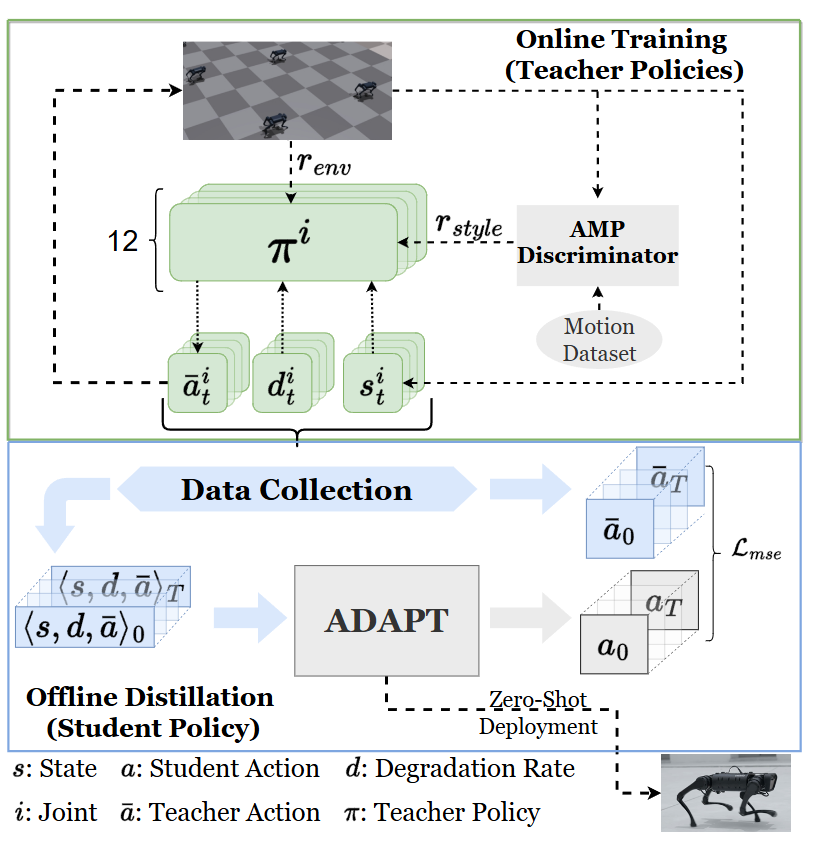 Online Training
(Teacher Policies)
r_env
12
π^i
r_style
AMP
Discriminator
Motion
Dataset
ā_t^i
d_t^i
s_t^i
Data Collection
ā_T
ā_0
ℒ_mse
⟨s, d, ā⟩_T
⟨s, d, ā⟩_0
ADAPT
a_T
a_0
Offline Distillation
(Student Policy)
Zero-Shot
Deployment
s: State a: Student Action d: Degradation Rate
i: Joint ā: Teacher Action π: Teacher Policy